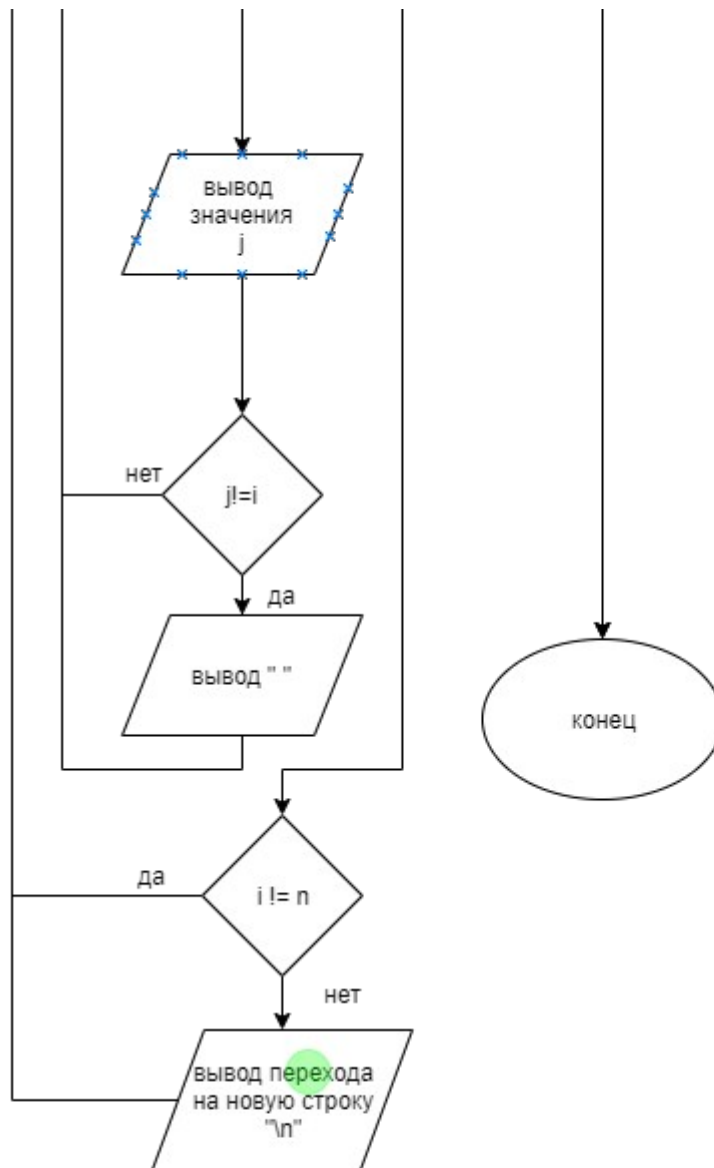 вывод
значения
j
нет
j!=i
да
вывод " "
конец
да
i != n
нет
вывод перехода
на новую строку
"\n"